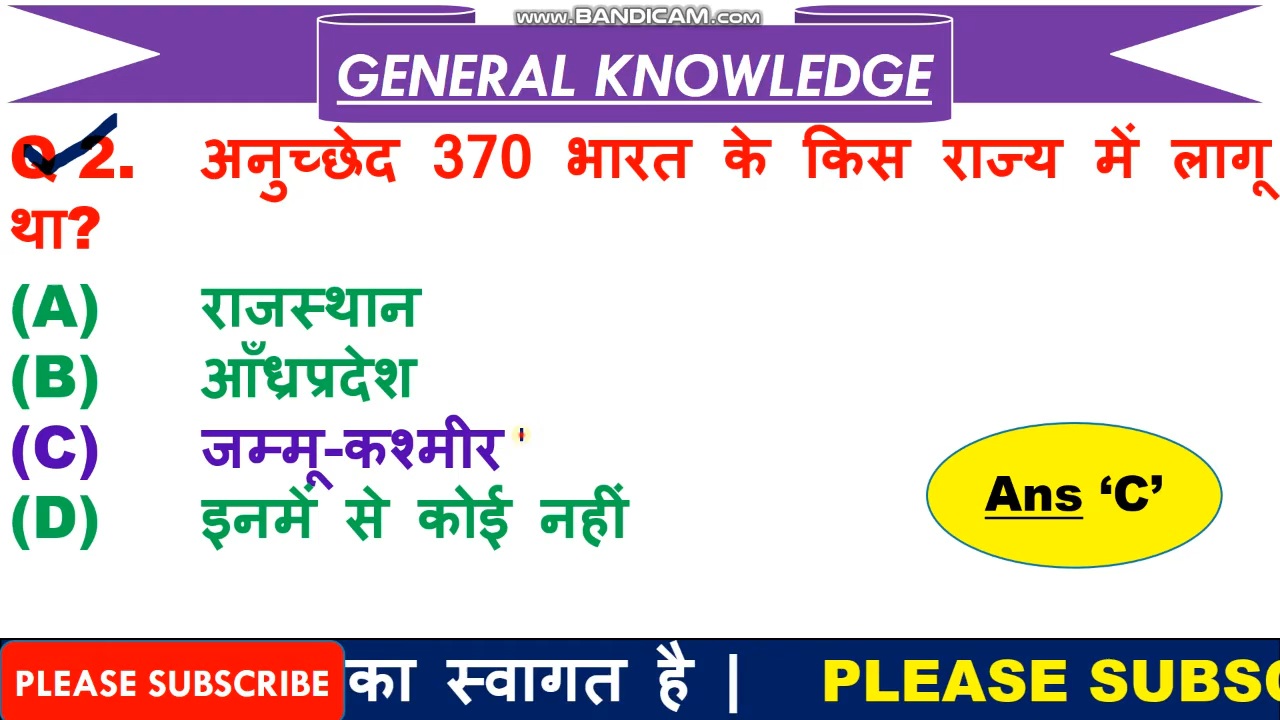 www.BANDICAM.com
GENERAL KNOWLEDGE
Q 2. अनुच्छेद 370 भारत के किस राज्य में लागू
था?
(A) राजस्थान
(B) आँध्रप्रदेश
(C) जम्मू-कश्मीर
(D) इनमें से कोई नहीं
Ans ‘C’
PLEASE SUBSCRIBE का स्वागत है | PLEASE SUBSC